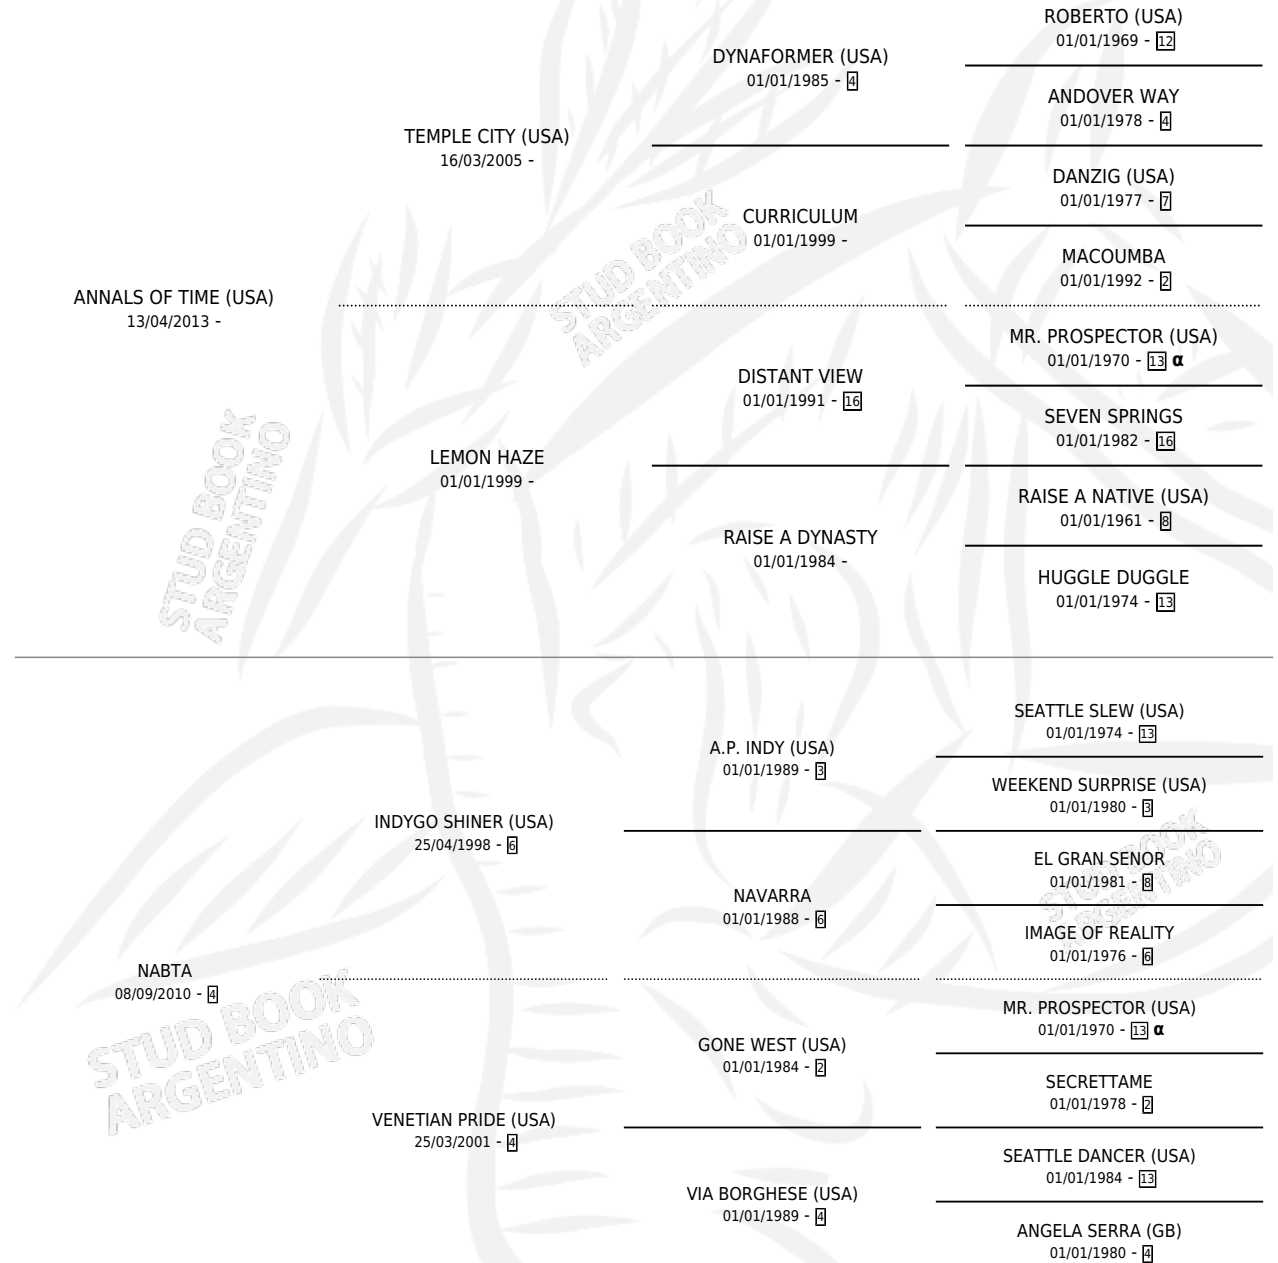 ROBERTO (USA)
01/01/1969 - 12
DYNAFORMER (USA)
01/01/1985 - 4
ANDOVER WAY
01/01/1978 - 4
TEMPLE CITY (USA)
16/03/2005 -
DANZIG (USA)
01/01/1977 - 7
CURRICULUM
01/01/1999 -
MACOUMBA
01/01/1992 - 2
ANNALS OF TIME (USA)
13/04/2013 -
MR. PROSPECTOR (USA)
01/01/1970 - 13 α
DISTANT VIEW
01/01/1991 - 16
SEVEN SPRINGS
01/01/1982 - 16
LEMON HAZE
01/01/1999 -
RAISE A NATIVE (USA)
01/01/1961 - 8
RAISE A DYNASTY
01/01/1984 -
HUGGLE DUGGLE
01/01/1974 - 13
SEATTLE SLEW (USA)
01/01/1974 - 13
A.P. INDY (USA)
01/01/1989 - 3
WEEKEND SURPRISE (USA)
01/01/1980 - 3
INDYGO SHINER (USA)
25/04/1998 - 6
EL GRAN SENOR
01/01/1981 - 8
NAVARRA
01/01/1988 - 6
IMAGE OF REALITY
01/01/1976 - 6
NABTA
08/09/2010 - 4
MR. PROSPECTOR (USA)
01/01/1970 - 13 α
GONE WEST (USA)
01/01/1984 - 2
SECRETTAME
01/01/1978 - 2
VENETIAN PRIDE (USA)
25/03/2001 - 4
SEATTLE DANCER (USA)
01/01/1984 - 13
VIA BORGHESE (USA)
01/01/1989 - 4
ANGELA SERRA (GB)
01/01/1980 - 4
STUD BOOK
ARGENTINO
STUD BOOK
ARGENTINO
STUD BOOK
ARGENTINO
STUD BOOK
ARGENTINO